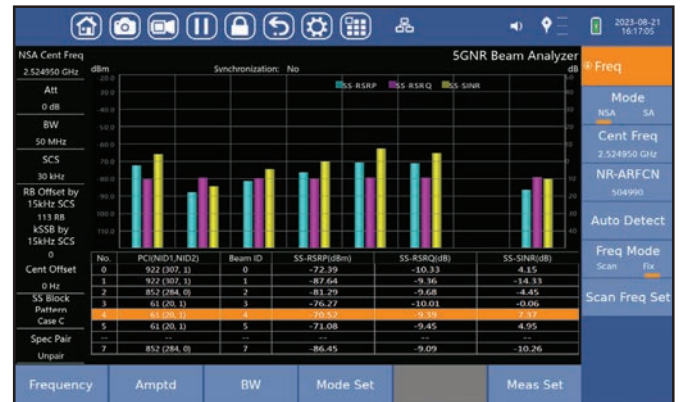 2023-08-21
16:17:05
NSA Cent Freq
2.524950 GHz
Att
0 dB
BW
50 MHz
SCS
30 kHz
RB Offset by
15kHz SCS
113 RB
kSSB by
15kHz SCS
0
Cent Offset
0 Hz
SS Block
Pattern
Case C
Spec Pair
Unpair
5GNR Beam Analyzer
dBm
Synchronization: No
dB
SS-RSRP SS-RSRQ SS-SINR
No. PCI(NID1,NID2) Beam ID SS-RSRP(dBm) SS-RSRQ(dB) SS-SINR(dB)
0 922 (307, 1) 0 -72.39 -10.33 4.15
1 922 (307, 1) 1 -87.64 -9.36 -14.33
2 852 (284, 0) 2 -81.29 -9.68 -4.45
3 61 (20, 1) 3 -76.27 -10.01 -0.06
4 61 (20, 1) 4 -70.52 -9.39 7.37
5 61 (20, 1) 5 -71.08 -9.45 4.95
-- -- -- -- -- --
7 852 (284, 0) 7 -86.45 -9.09 -10.26
Freq
Mode
NSA SA
Cent Freq
2.524950 GHz
NR-ARFCN
504990
Auto Detect
Freq Mode
Scan Fix
Scan Freq Set
Frequency Amptd BW Mode Set Meas Set